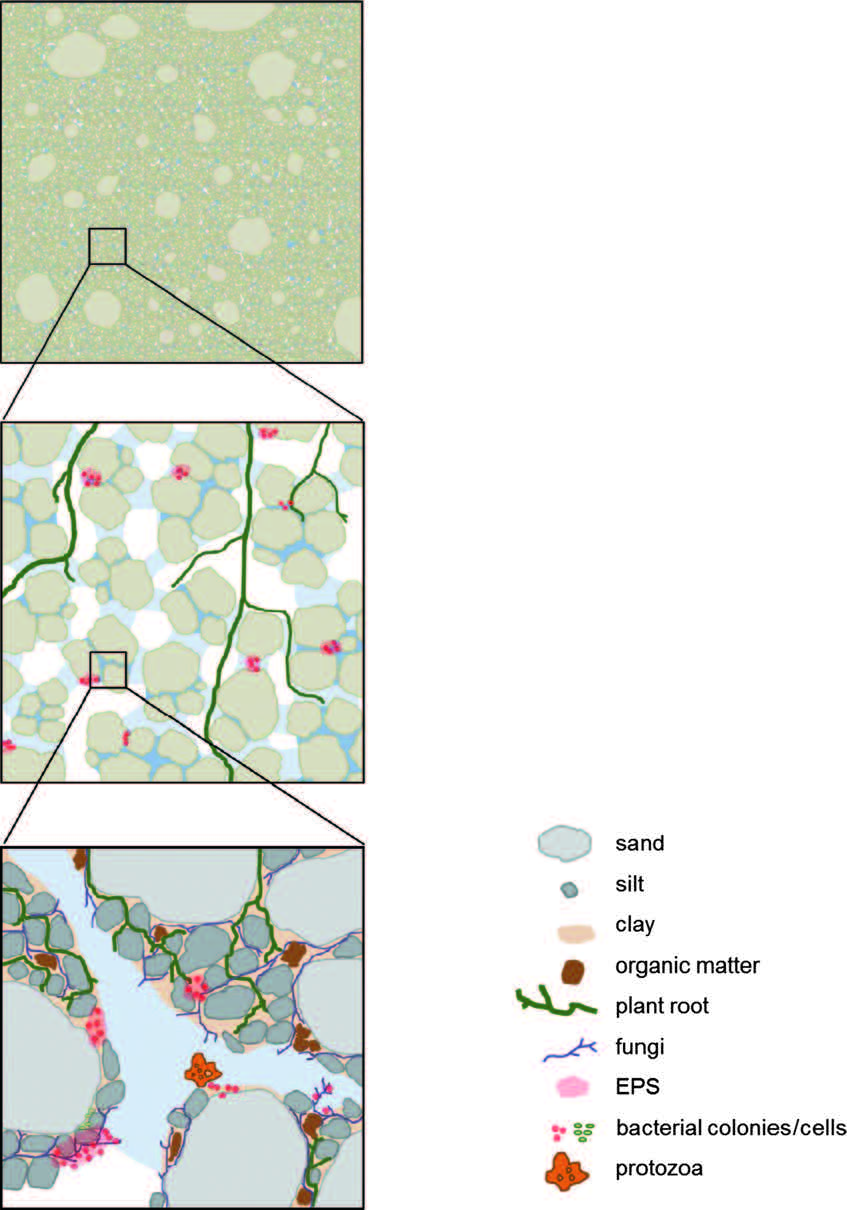 sand
silt
clay
organic matter
plant root
fungi
EPS
bacterial colonies/cells
protozoa